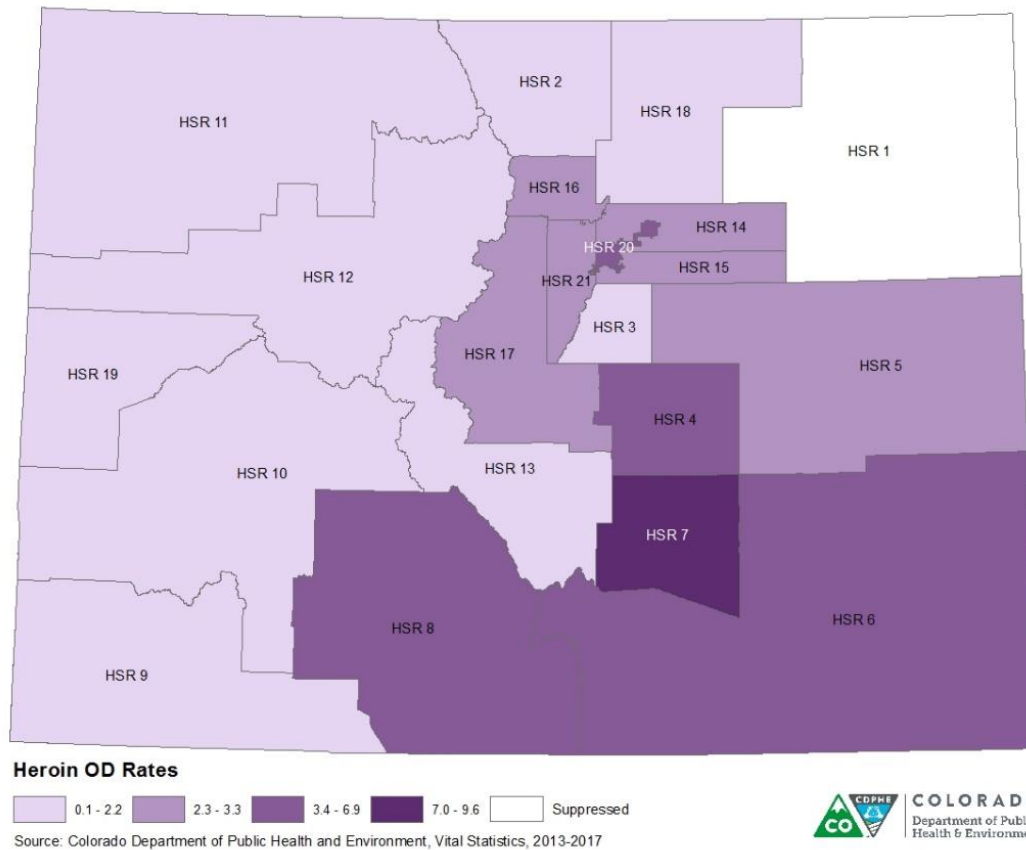 HSR 2
HSR 18
HSR 11
HSR 1
HSR 16
HSR 14
HSR 20
HSR 15
HSR 12
HSR 21
HSR 3
HSR 17
HSR 5
HSR 19
HSR 4
HSR 13
HSR 10
HSR 7
HSR 6
HSR 8
HSR 9
Heroin OD Rates
0.1 - 2.2
2.3 - 3.3
3.4 - 6.9
7.0 - 9.6
Suppressed
Source: Colorado Department of Public Health and Environment, Vital Statistics, 2013-2017
CO
CDPHE
COLORAD
Department of Publ
Health & Environme